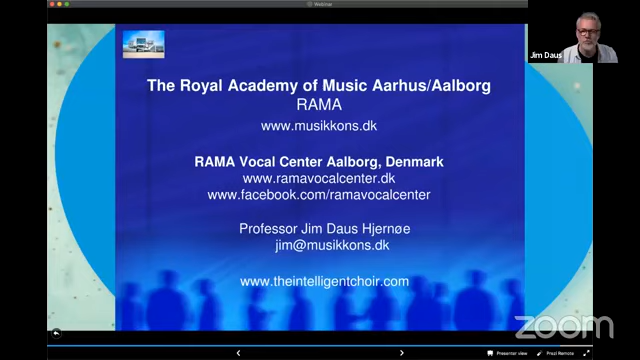 Webinar
Jim Daus
The Royal Academy of Music Aarhus/Aalborg
RAMA
www.musikkons.dk
RAMA Vocal Center Aalborg, Denmark
www.ramavocalcenter.dk
www.facebook.com/ramavocalcenter
Professor Jim Daus Hjernøe
jim@musikkons.dk
www.theintelligentchoir.com
zoom
Presenter view
Prezi Remote